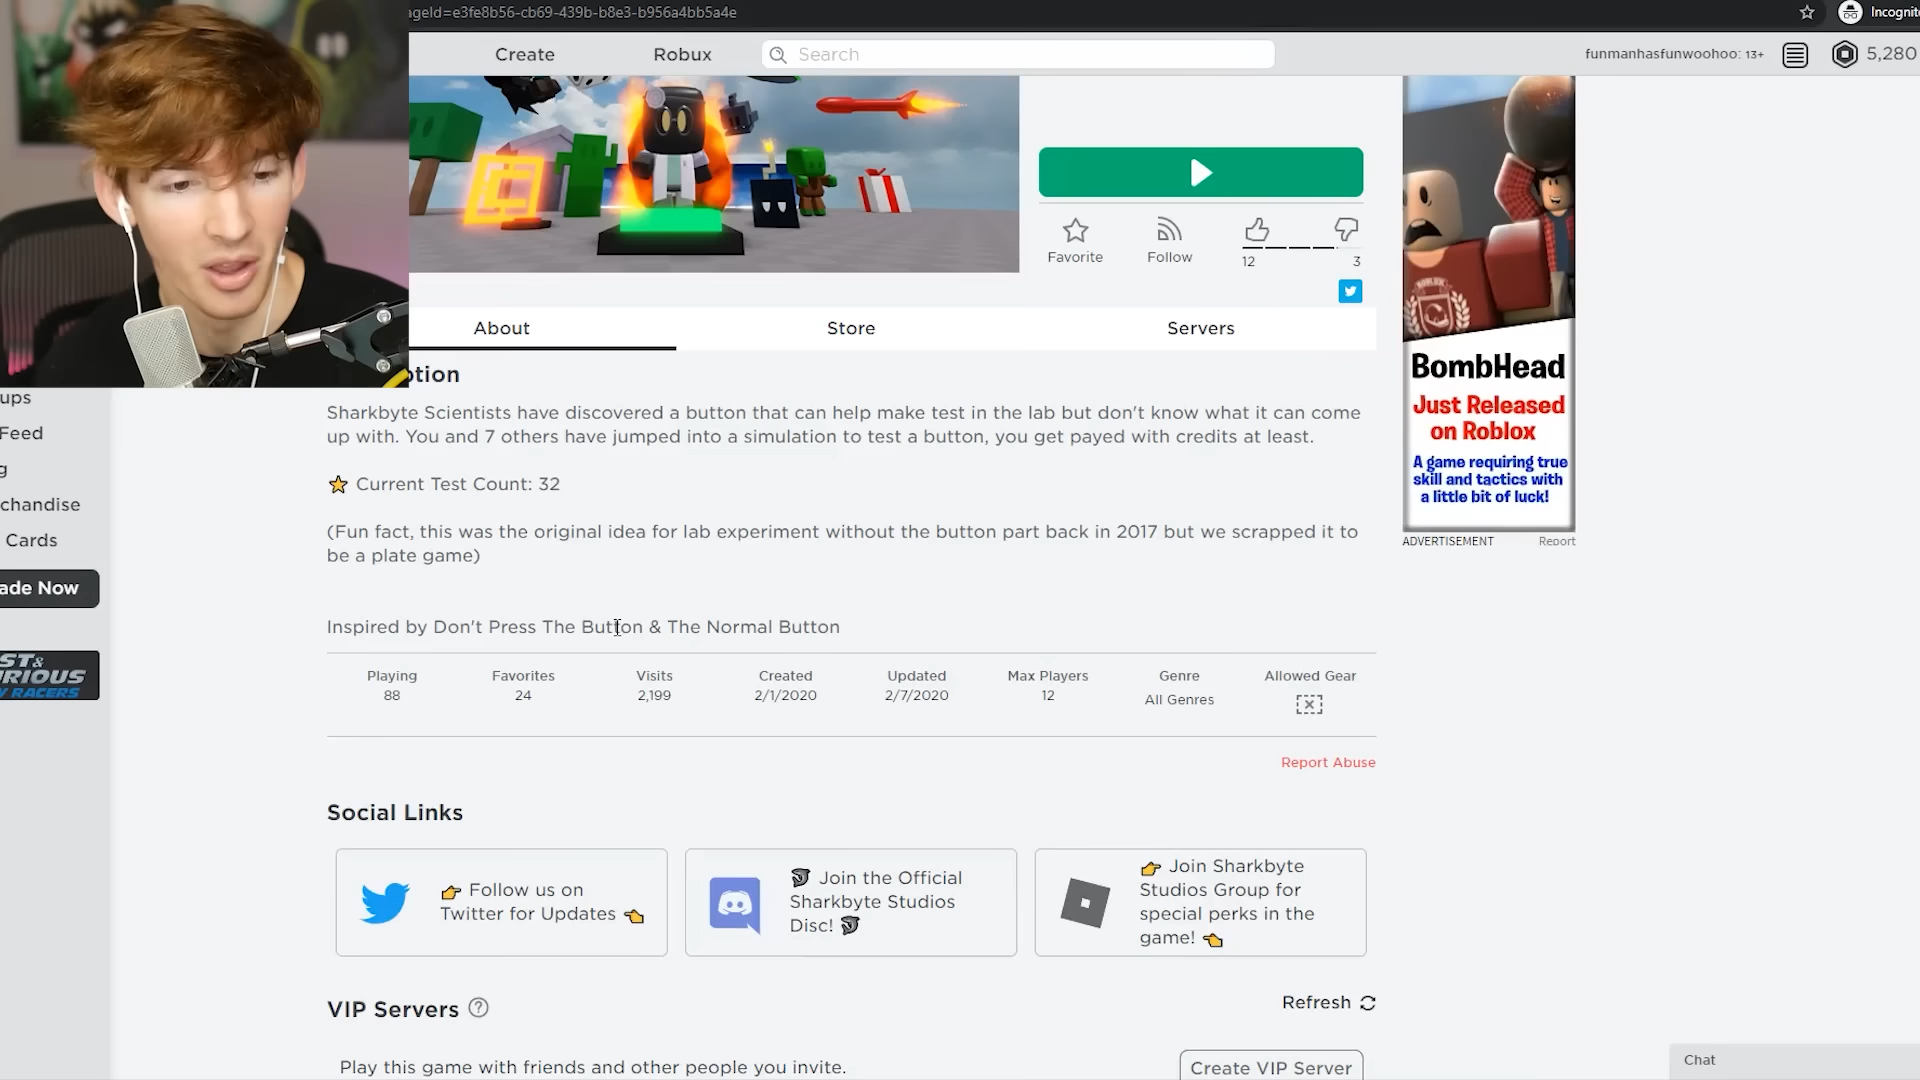 ageId=e3fe8b56-cb69-439b-b8e3-b956a4bb5a4e
Incognit
Create
Robux
Search
funmanhasfunwoohoo: 13+
5,280
Favorite
Follow
12
3
About
Store
Servers
ption
Sharkbyte Scientists have discovered a button that can help make test in the lab but don't know what it can come
up with. You and 7 others have jumped into a simulation to test a button, you get payed with credits at least.
⭐ Current Test Count: 32
(Fun fact, this was the original idea for lab experiment without the button part back in 2017 but we scrapped it to
be a plate game)
Inspired by Don't Press The Button & The Normal Button
Playing
88
Favorites
24
Visits
2,199
Created
2/1/2020
Updated
2/7/2020
Max Players
12
Genre
All Genres
Allowed Gear
Report Abuse
Social Links
👉 Follow us on
Twitter for Updates 👈
Join the Official
Sharkbyte Studios
Disc!
👉 Join Sharkbyte
Studios Group for
special perks in the
game! 👈
VIP Servers
Refresh
Play this game with friends and other people you invite.
Create VIP Server
ups
Feed
g
chandise
Cards
ade Now
ST&
RIOUS
Y RACERS
BombHead
Just Released
on Roblox
A game requiring true
skill and tactics with
a little bit of luck!
ADVERTISEMENT
Report
Chat